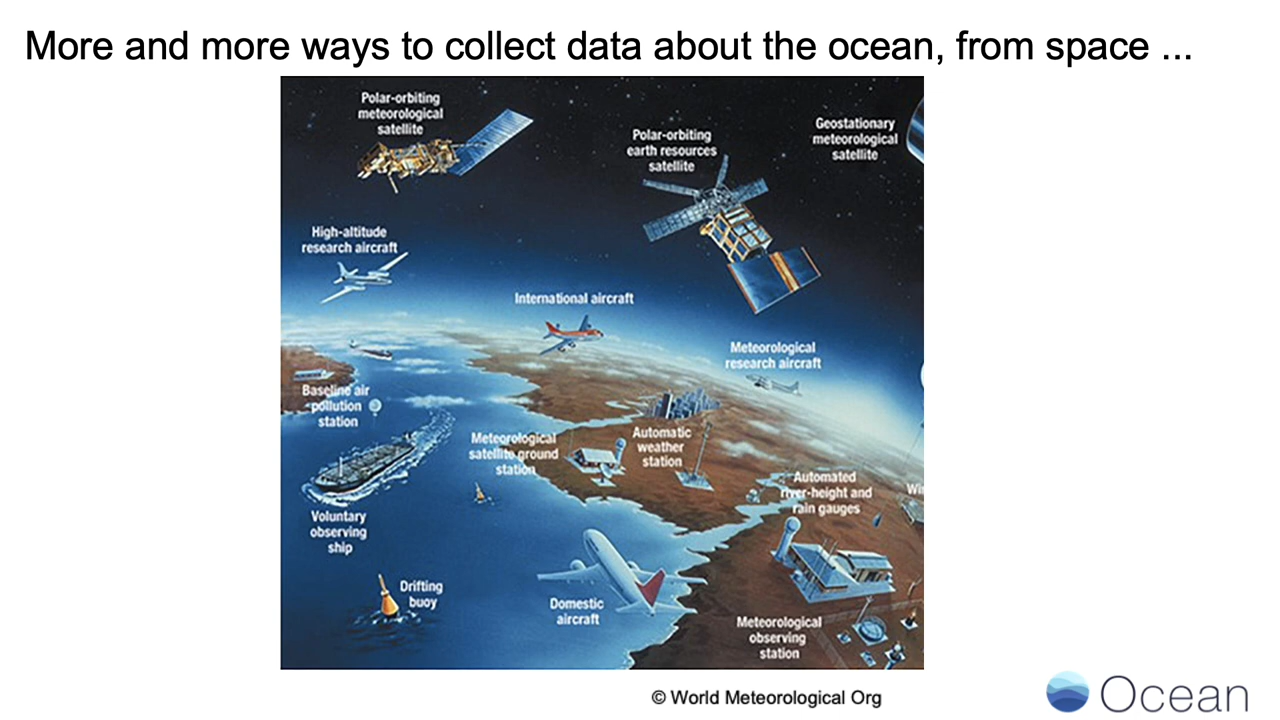 More and more ways to collect data about the ocean, from space ...
Polar-orbiting
meteorological
satellite
Polar-orbiting
earth resources
satellite
Geostationary
meteorological
satellite
High-altitude
research aircraft
International aircraft
Meteorological
research aircraft
Baseline air
pollution
station
Meteorological
satellite ground
station
Automatic
weather
station
Automated
river-height and
rain gauges
Voluntary
observing
ship
Drifting
buoy
Domestic
aircraft
Meteorological
observing
station
© World Meteorological Org
Ocean